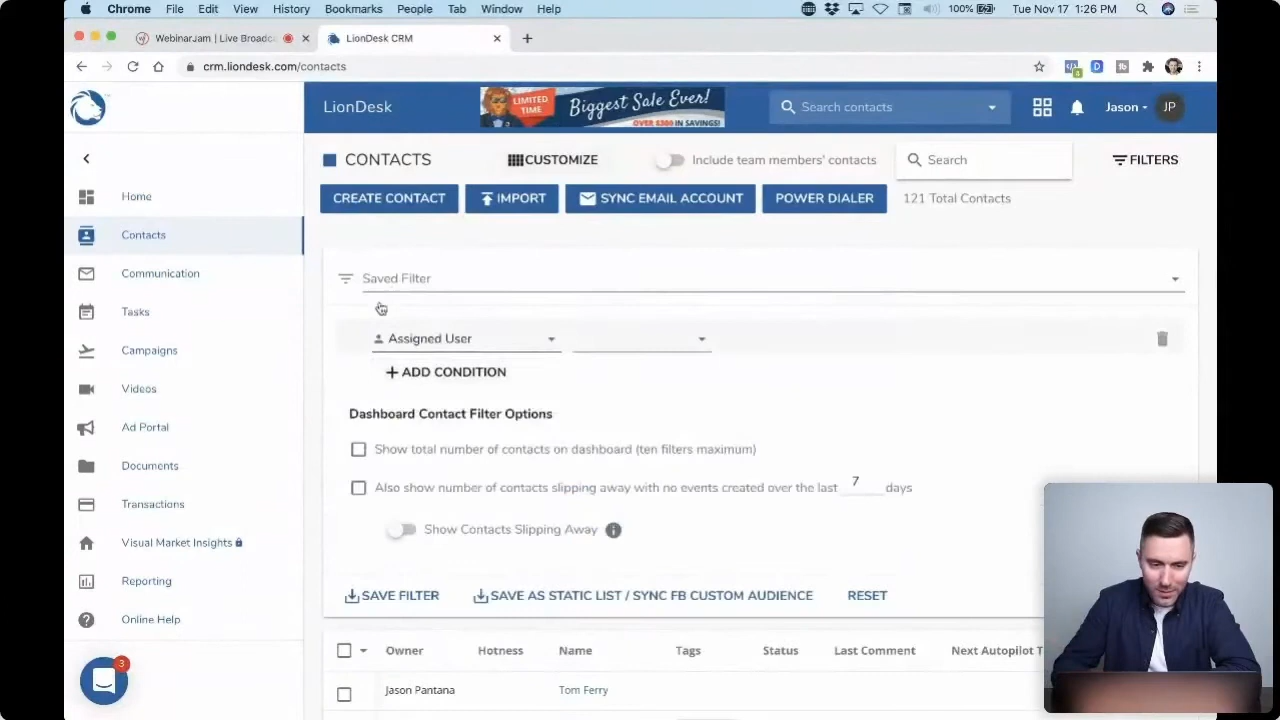 Chrome File Edit View History Bookmarks People Tab Window Help 100% Tue Nov 17 1:26 PM
WebinarJam | Live Broadc
LionDesk CRM
crm.liondesk.com/contacts
LionDesk
LIMITED TIME
Biggest Sale Ever!
OVER $300 IN SAVINGS!
Search contacts
Jason
JP
CONTACTS
CUSTOMIZE
Include team members' contacts
Search
FILTERS
CREATE CONTACT
IMPORT
SYNC EMAIL ACCOUNT
POWER DIALER
121 Total Contacts
Home
Contacts
Communication
Tasks
Campaigns
Videos
Ad Portal
Documents
Transactions
Visual Market Insights
Reporting
Online Help
3
Saved Filter
Assigned User
ADD CONDITION
Dashboard Contact Filter Options
Show total number of contacts on dashboard (ten filters maximum)
Also show number of contacts slipping away with no events created over the last 7 days
Show Contacts Slipping Away
SAVE FILTER
SAVE AS STATIC LIST / SYNC FB CUSTOM AUDIENCE
RESET
Owner Hotness Name Tags Status Last Comment Next Autopilot T
Jason Pantana Tom Ferry